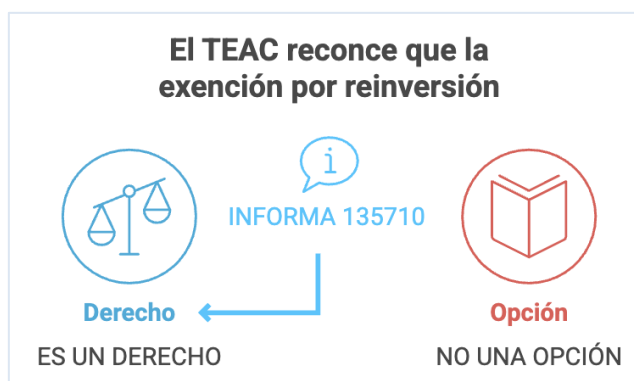 El TEAC reconce que la
exención por reinversión
i
INFORMA 135710
Derecho
Opción
ES UN DERECHO
NO UNA OPCIÓN